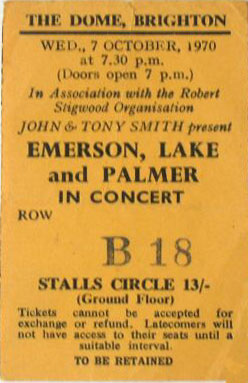 THE DOME, BRIGHTON
WED., 7 OCTOBER, 1970
at 7.30 p.m.
(Doors open 7 p.m.)
In Association with the Robert
Stigwood Organisation
JOHN & TONY SMITH present
EMERSON, LAKE
and PALMER
IN CONCERT
ROW
B 18
STALLS CIRCLE 13/-
(Ground Floor)
Tickets cannot be accepted for
exchange or refund. Latecomers will
not have access to their seats until a
suitable interval.
TO BE RETAINED